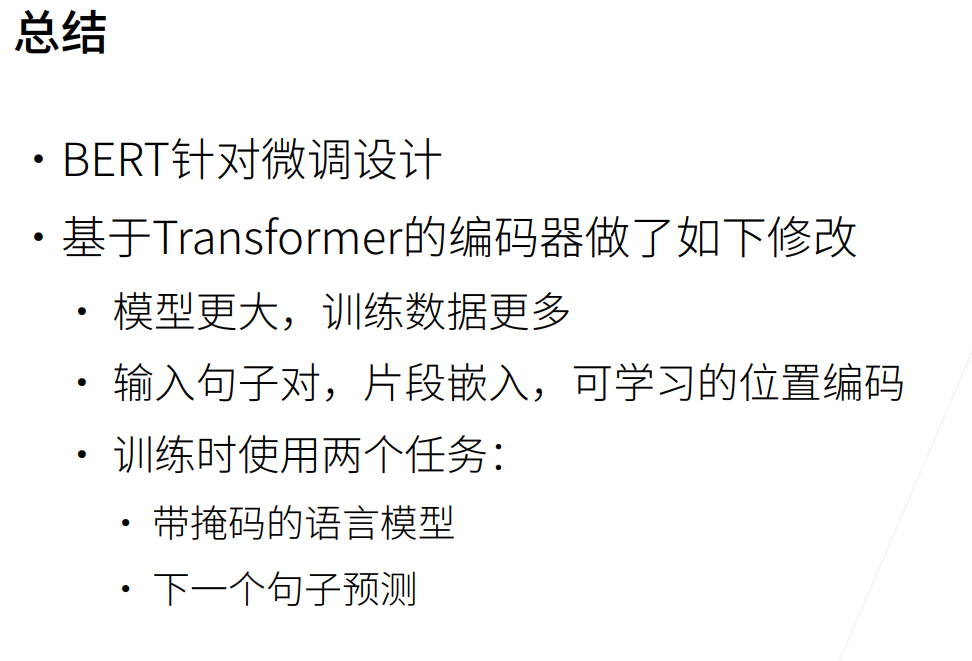 总结
• BERT针对微调设计
• 基于Transformer的编码器做了如下修改
• 模型更大，训练数据更多
• 输入句子对，片段嵌入，可学习的位置编码
• 训练时使用两个任务：
• 带掩码的语言模型
• 下一个句子预测